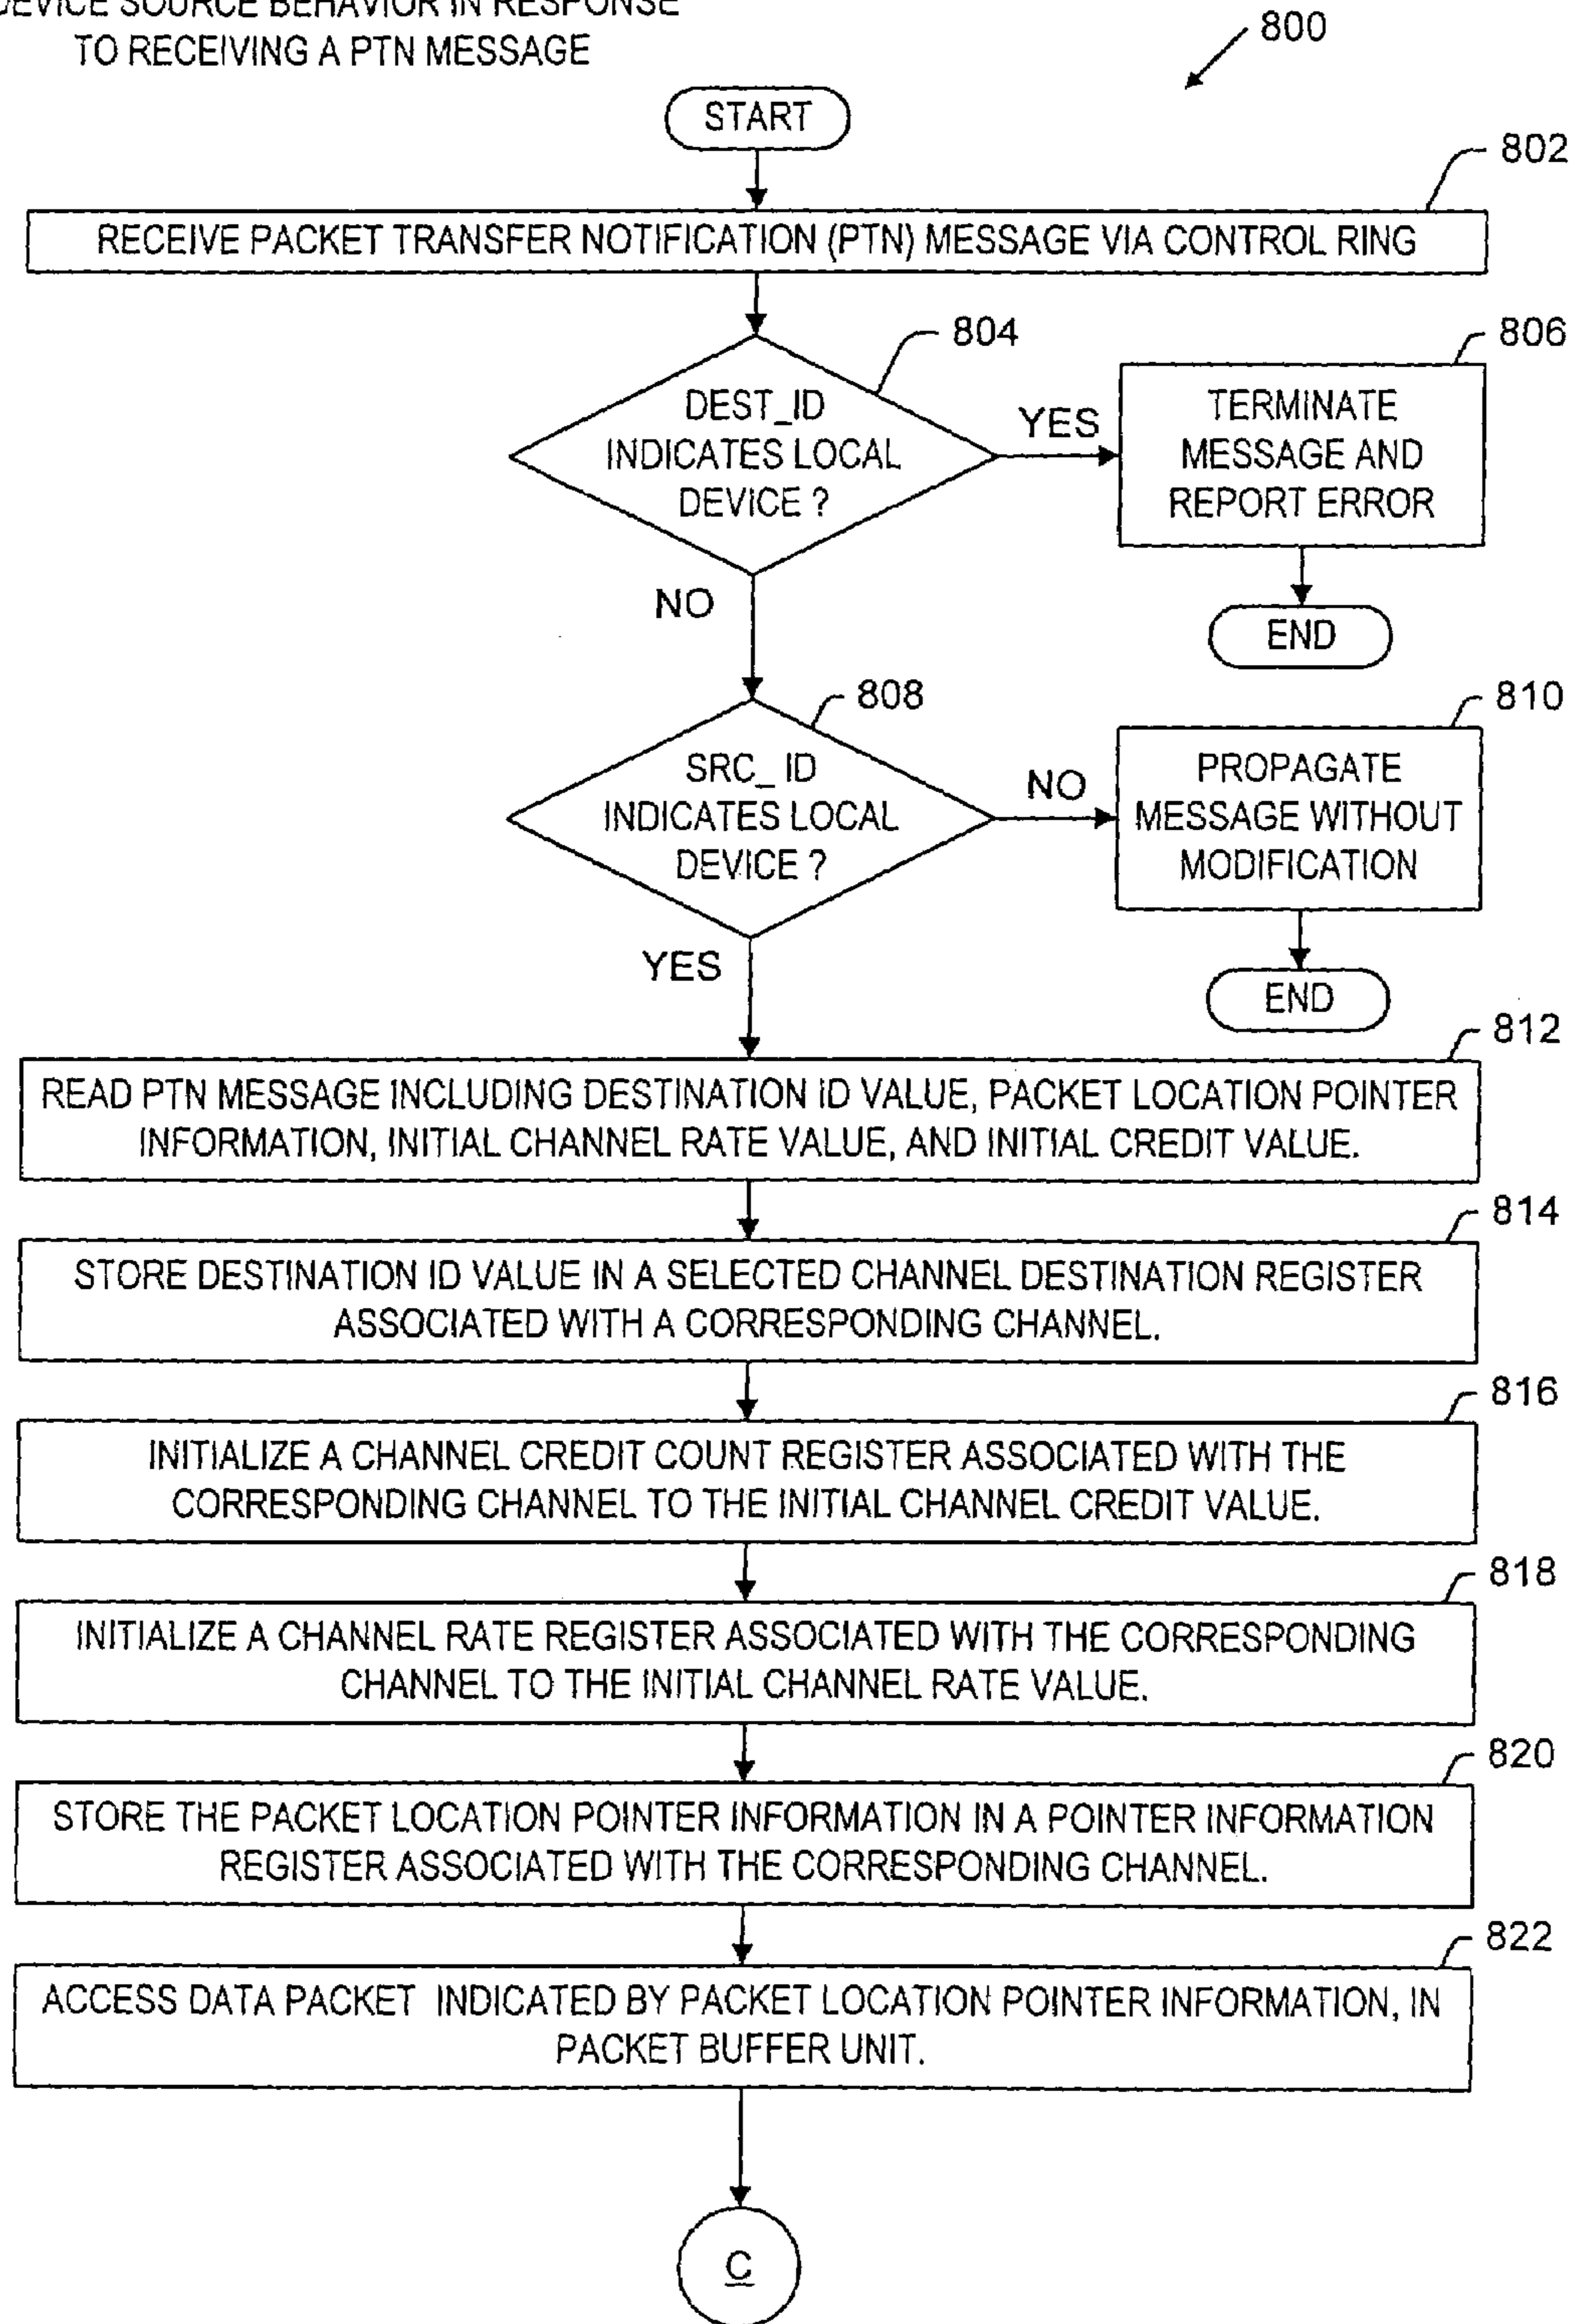 DEVICE SOURCE BEHAVIOR IN RESPONSE
TO RECEIVING A PTN MESSAGE
800
START
802
RECEIVE PACKET TRANSFER NOTIFICATION (PTN) MESSAGE VIA CONTROL RING
804
DEST_ID
INDICATES LOCAL
DEVICE ?
YES
806
TERMINATE
MESSAGE AND
REPORT ERROR
END
NO
808
SRC_ ID
INDICATES LOCAL
DEVICE ?
NO
810
PROPAGATE
MESSAGE WITHOUT
MODIFICATION
END
YES
812
READ PTN MESSAGE INCLUDING DESTINATION ID VALUE, PACKET LOCATION POINTER
INFORMATION, INITIAL CHANNEL RATE VALUE, AND INITIAL CREDIT VALUE.
814
STORE DESTINATION ID VALUE IN A SELECTED CHANNEL DESTINATION REGISTER
ASSOCIATED WITH A CORRESPONDING CHANNEL.
816
INITIALIZE A CHANNEL CREDIT COUNT REGISTER ASSOCIATED WITH THE
CORRESPONDING CHANNEL TO THE INITIAL CHANNEL CREDIT VALUE.
818
INITIALIZE A CHANNEL RATE REGISTER ASSOCIATED WITH THE CORRESPONDING
CHANNEL TO THE INITIAL CHANNEL RATE VALUE.
820
STORE THE PACKET LOCATION POINTER INFORMATION IN A POINTER INFORMATION
REGISTER ASSOCIATED WITH THE CORRESPONDING CHANNEL.
822
ACCESS DATA PACKET INDICATED BY PACKET LOCATION POINTER INFORMATION, IN
PACKET BUFFER UNIT.
C